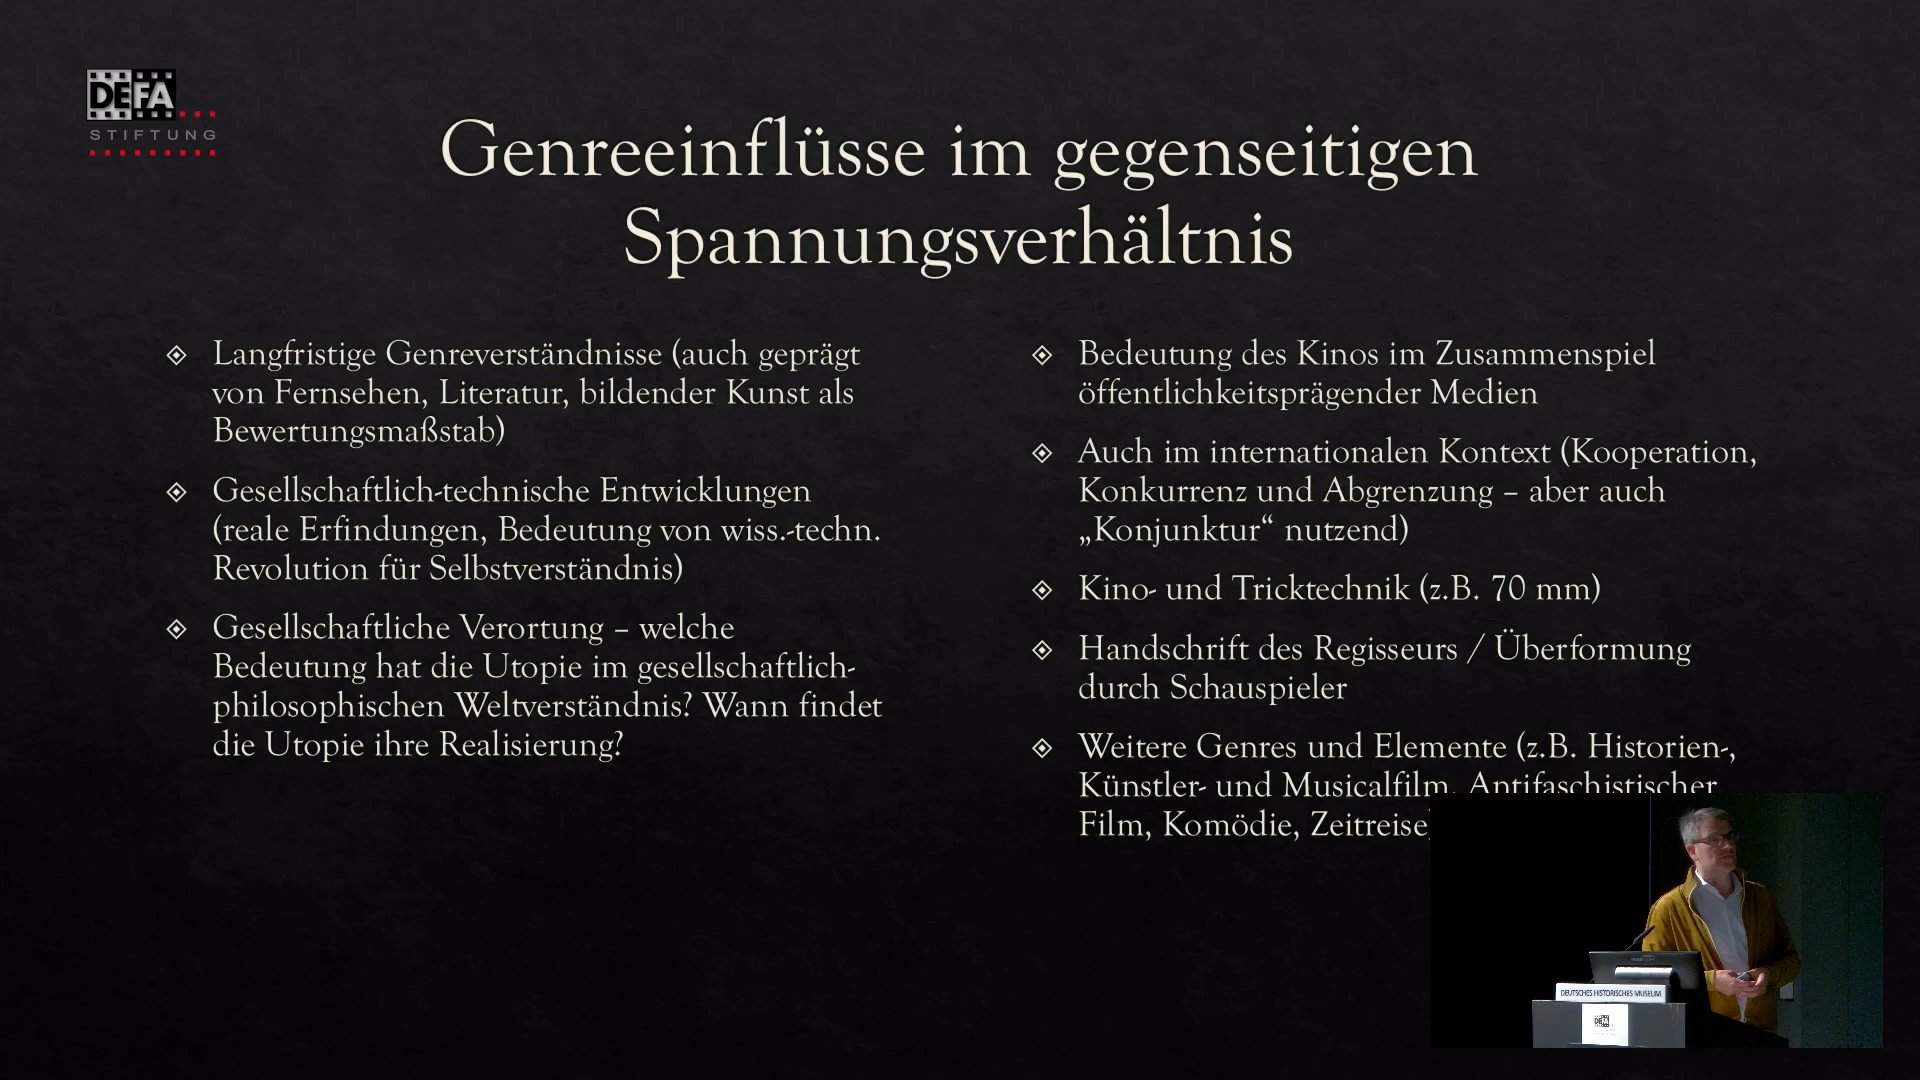 DEFA
STIFTUNG
Genreeinflüsse im gegenseitigen
Spannungsverhältnis
Langfristige Genreverständnisse (auch geprägt
von Fernsehen, Literatur, bildender Kunst als
Bewertungsmaßstab)
Gesellschaftlich-technische Entwicklungen
(reale Erfindungen, Bedeutung von wiss.-techn.
Revolution für Selbstverständnis)
Gesellschaftliche Verortung – welche
Bedeutung hat die Utopie im gesellschaftlich-
philosophischen Weltverständnis? Wann findet
die Utopie ihre Realisierung?
Bedeutung des Kinos im Zusammenspiel
öffentlichkeitsprägender Medien
Auch im internationalen Kontext (Kooperation,
Konkurrenz und Abgrenzung – aber auch
„Konjunktur“ nutzend)
Kino- und Tricktechnik (z.B. 70 mm)
Handschrift des Regisseurs / Überformung
durch Schauspieler
Weitere Genres und Elemente (z.B. Historien-,
Künstler- und Musicalfilm, Antifaschistischer
Film, Komödie, Zeitreise)
DEUTSCHES HISTORISCHES MUSEUM
DEFA